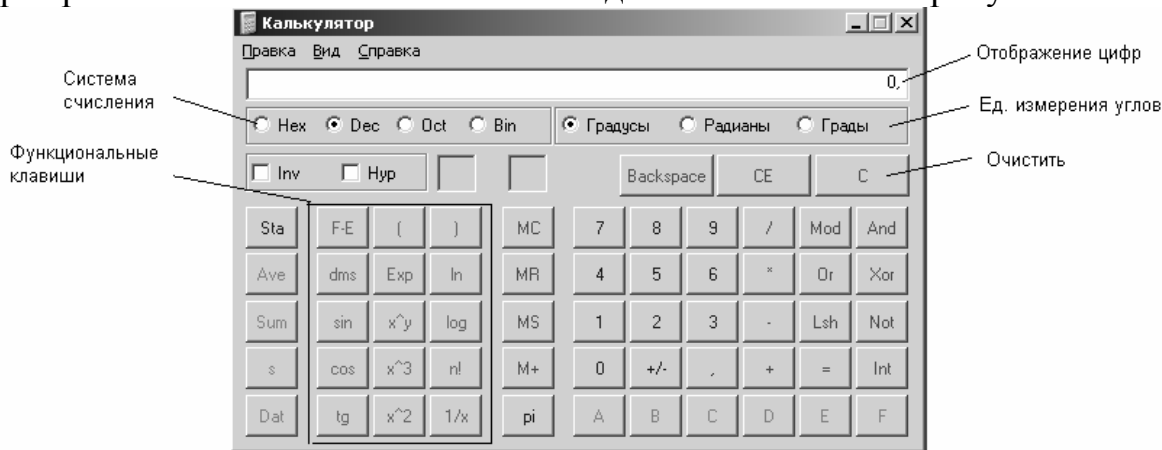 Калькулятор
Правка Вид Справка
0,
Отображение цифр
Система
счисления
Hex Dec Oct Bin
Градусы Радианы Грады
Ед. измерения углов
Функциональные
клавиши
Inv Hyp
Backspace CE C
Очистить
Sta F-E ( ) MC 7 8 9 / Mod And
Ave dms Exp ln MR 4 5 6 * Or Xor
Sum sin x^y log MS 1 2 3 - Lsh Not
s cos x^3 n! M+ 0 +/- , + = Int
Dat tg x^2 1/x pi A B C D E F